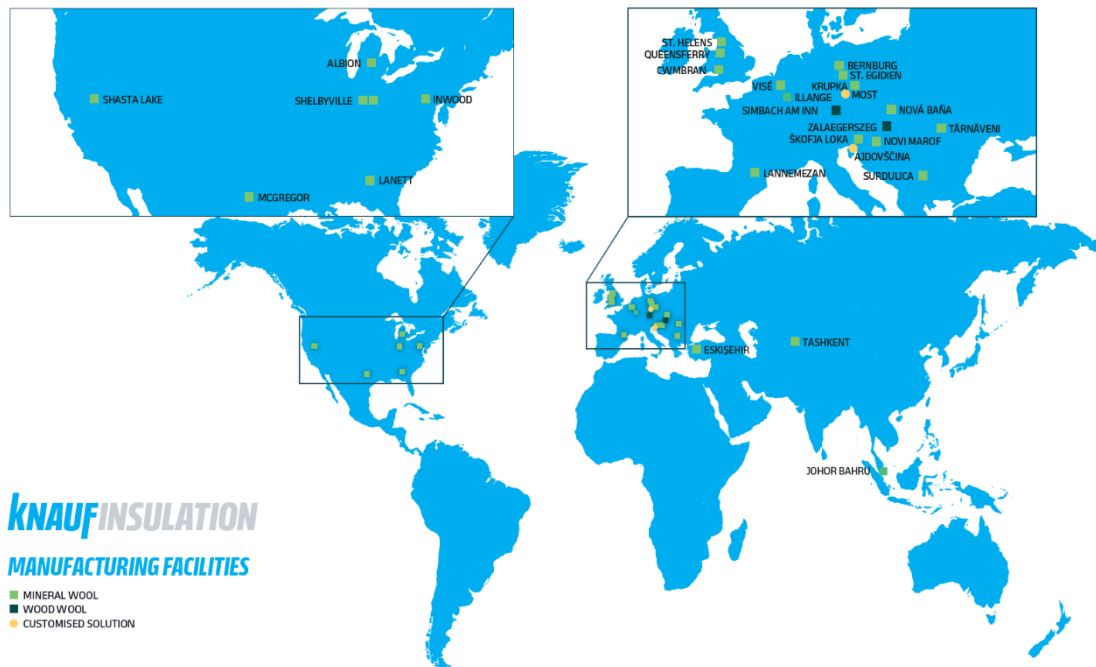 ALBION
SHASTA LAKE
SHELBYVILLE
INWOOD
LANETT
MCGREGOR
ST. HELENS
QUEENSFERRY
CWMBRAN
BERNBURG
ST. EGIDIEN
VISÉ
KRUPKA
ILLANGE
MOST
SIMBACH AM INN
NOVÁ BAŇA
ZALAEGERSZEG
TÂRNĂVENI
ŠKOFJA LOKA
NOVI MAROF
AJDOVŠČINA
LANNEMEZAN
SURDULICA
ESKIŞEHIR
TASHKENT
JOHOR BAHRU
KNAUFINSULATION
MANUFACTURING FACILITIES
MINERAL WOOL
WOOD WOOL
CUSTOMISED SOLUTION